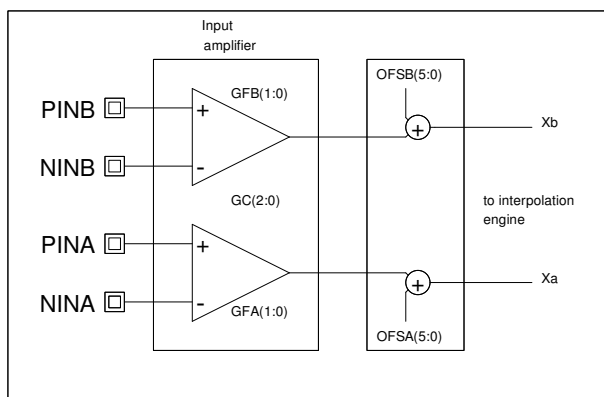 Input
amplifier
OFSB(5:0)
GFB(1:0)
PINB
+
+
Xb
NINB
-
GC(2:0)
to interpolation
engine
PINA
+
Xa
+
NINA
-
GFA(1:0)
OFSA(5:0)